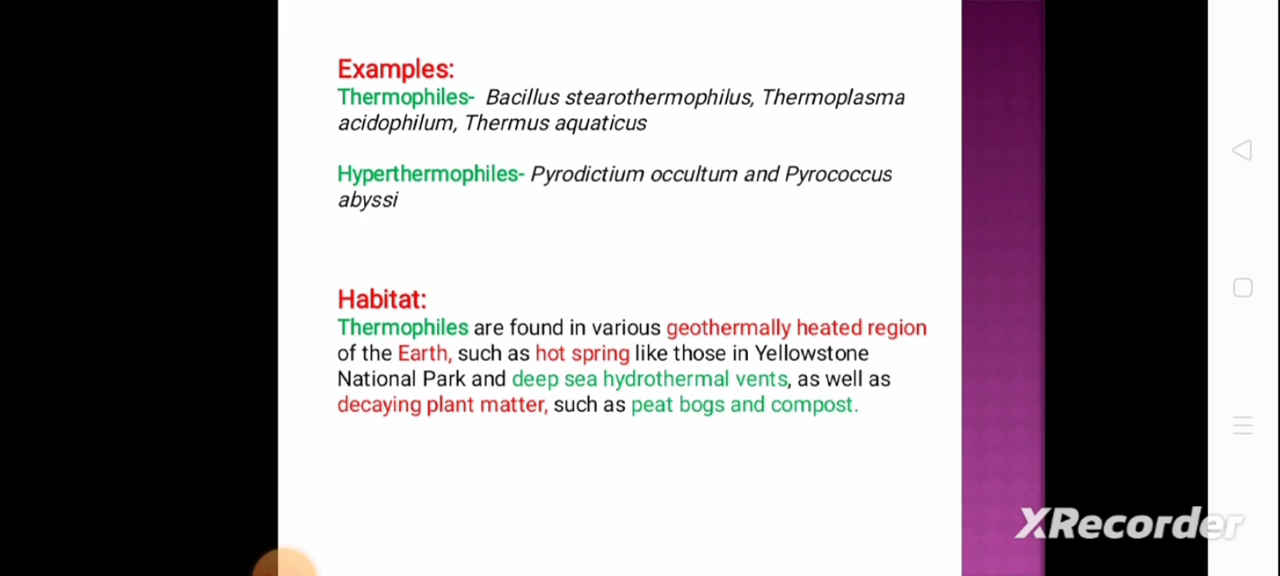 Examples:
Thermophiles- Bacillus stearothermophilus, Thermoplasma
acidophilum, Thermus aquaticus
Hyperthermophiles- Pyrodictium occultum and Pyrococcus
abyssi
Habitat:
Thermophiles are found in various geothermally heated region
of the Earth, such as hot spring like those in Yellowstone
National Park and deep sea hydrothermal vents, as well as
decaying plant matter, such as peat bogs and compost.
XRecorder